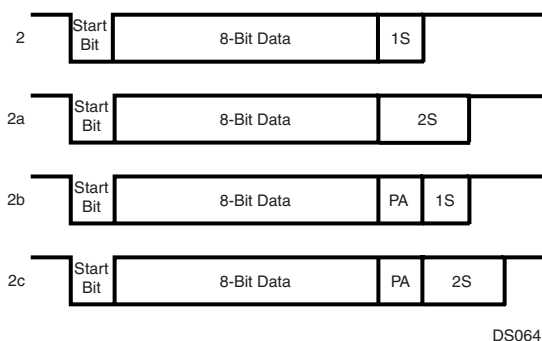 2 Start Bit 8-Bit Data 1S
2a Start Bit 8-Bit Data 2S
2b Start Bit 8-Bit Data PA 1S
2c Start Bit 8-Bit Data PA 2S
DS064